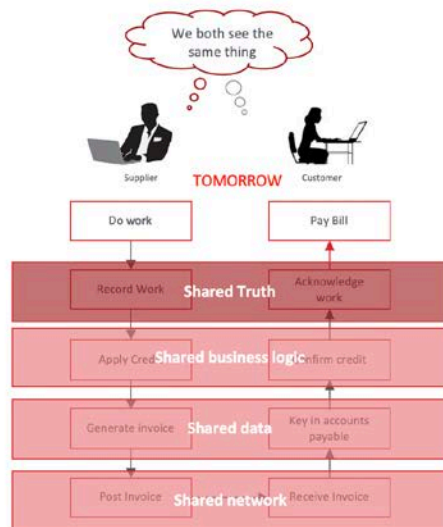 We both see the
same thing
Supplier
TOMORROW
Customer
Do work
Pay Bill
Record Work
Shared Truth
Acknowledge
work
Apply Credit
Shared business logic
Confirm credit
Generate invoice
Shared data
Key in accounts
payable
Post Invoice
Shared network
Receive Invoice